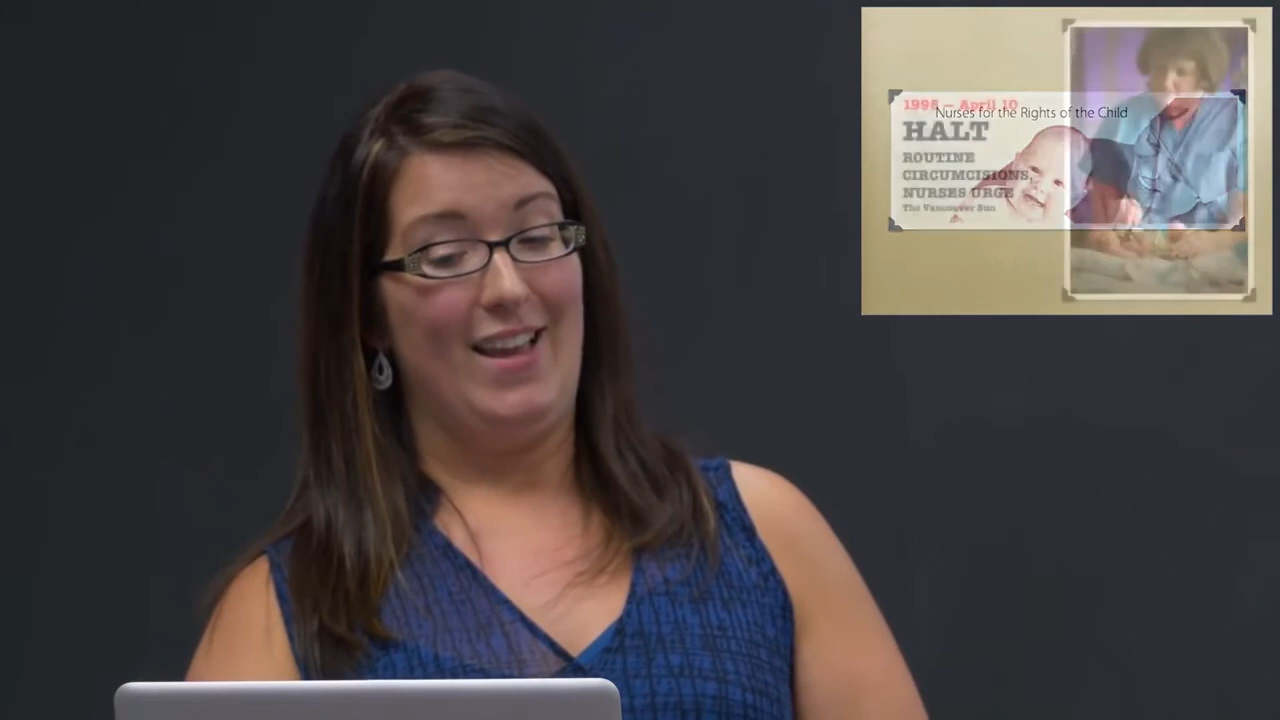 1998 — April 10
Nurses for the Rights of the Child
HALT
ROUTINE
CIRCUMCISIONS,
NURSES URGE
The Vancouver Sun